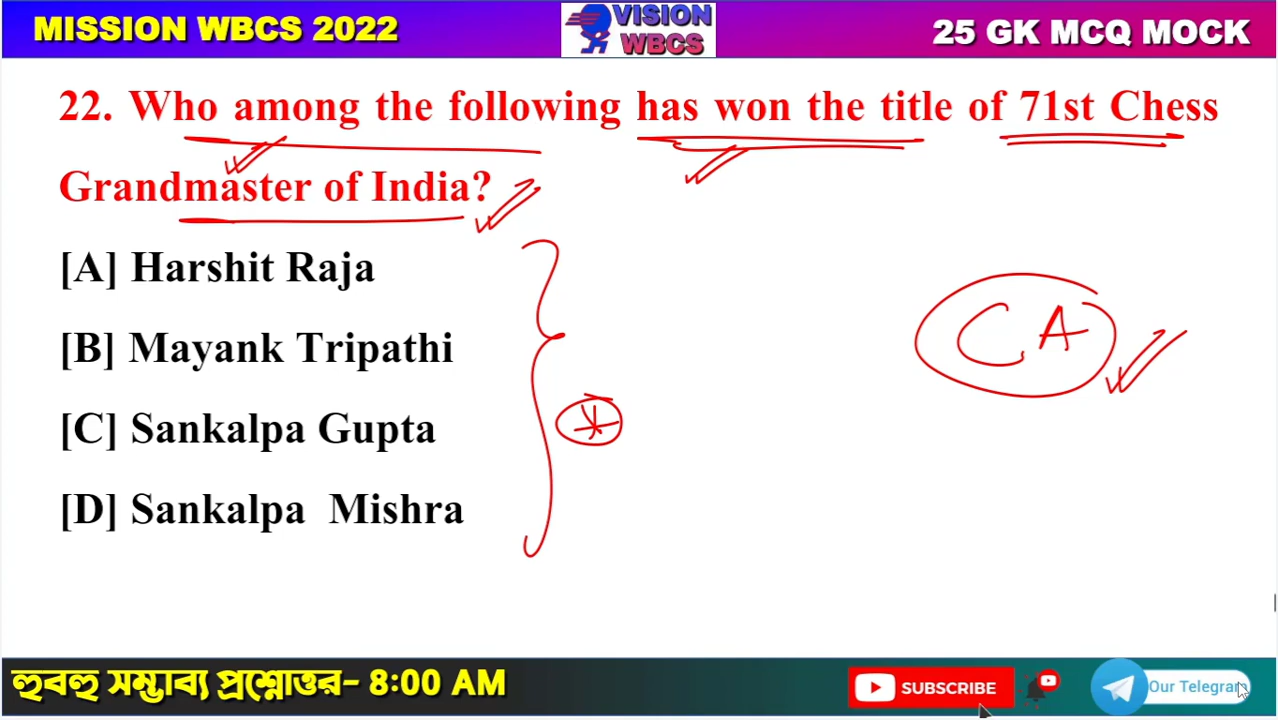 MISSION WBCS 2022
VISION
WBCS
25 GK MCQ MOCK
22. Who among the following has won the title of 71st Chess
Grandmaster of India?
[A] Harshit Raja
[B] Mayank Tripathi
[C] Sankalpa Gupta
[D] Sankalpa Mishra
CA
হুবহু সম্ভাব্য প্রশ্নোত্তর- 8:00 AM
SUBSCRIBE
Our Telegram